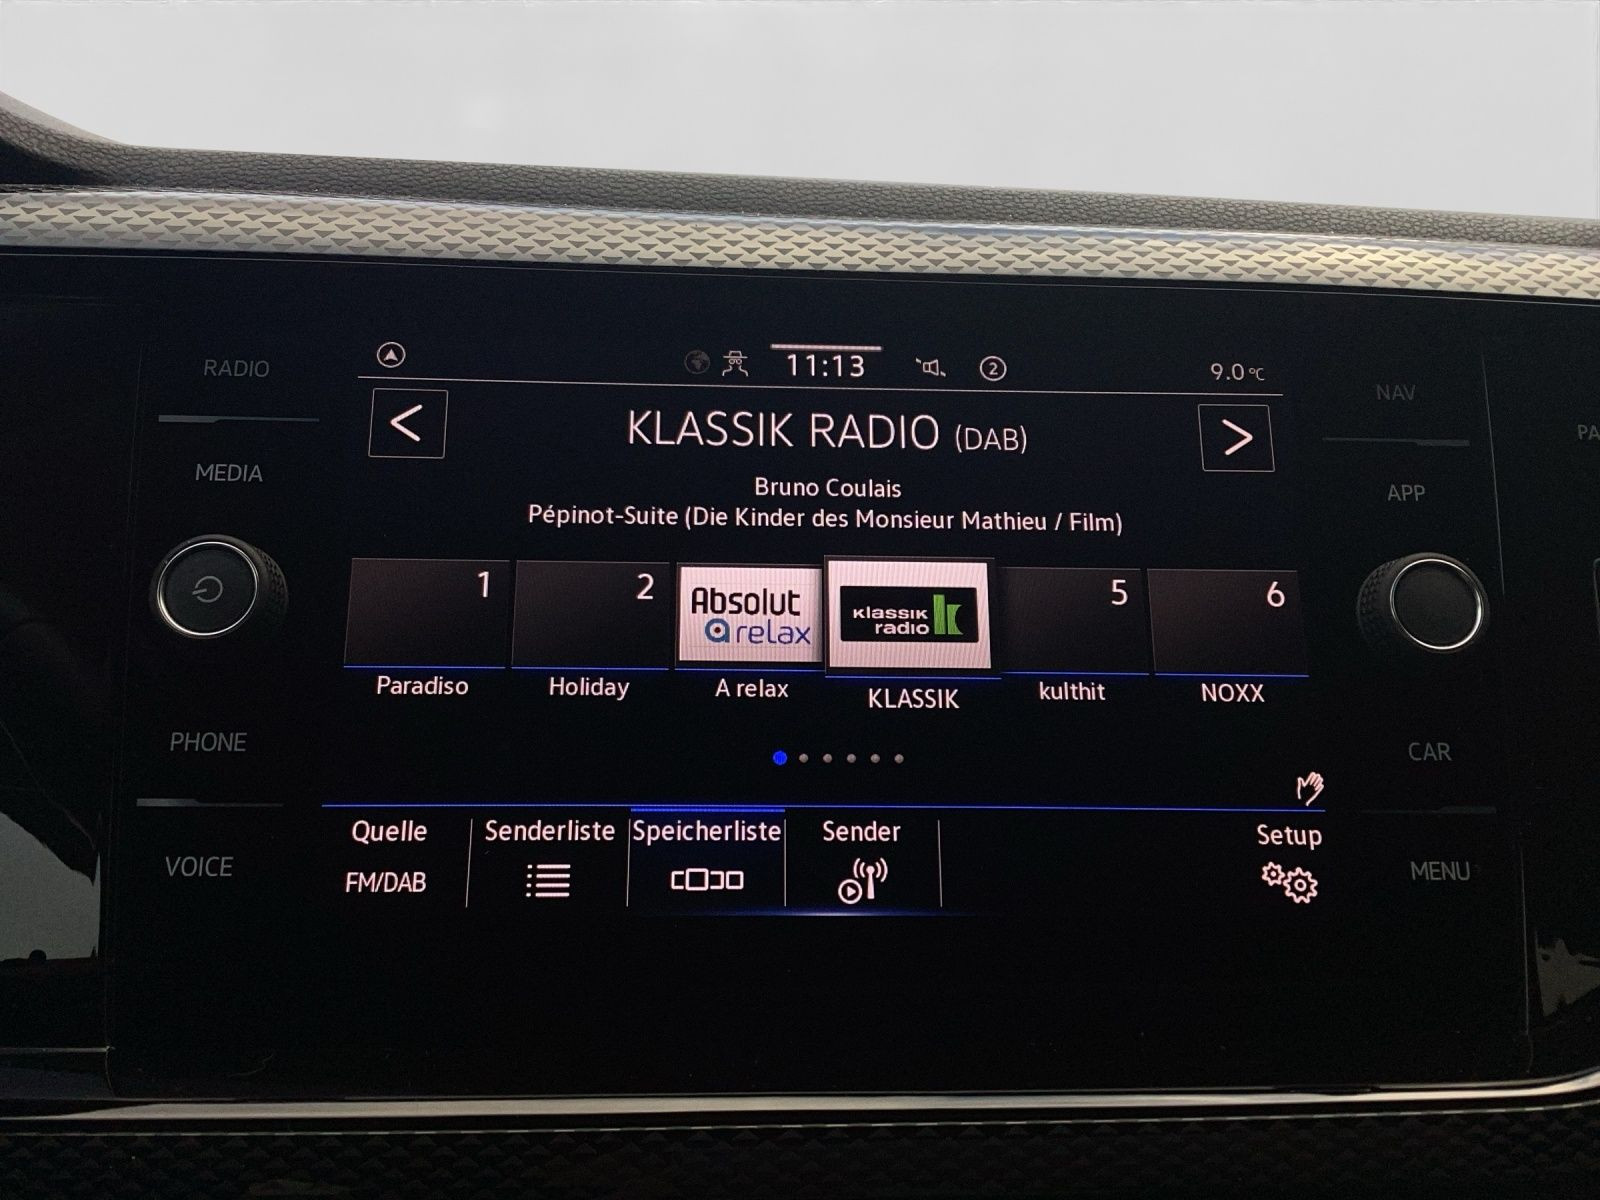 RADIO
MEDIA
PHONE
VOICE
11:13
2
9.0°C
KLASSIK RADIO (DAB)
Bruno Coulais
Pépinot-Suite (Die Kinder des Monsieur Mathieu / Film)
1
2
Absolut
relax
klassik
radio
5
6
Paradiso
Holiday
A relax
KLASSIK
kulthit
NOXX
Quelle
FM/DAB
Senderliste
Speicherliste
Sender
Setup
NAV
APP
CAR
MENU
PA